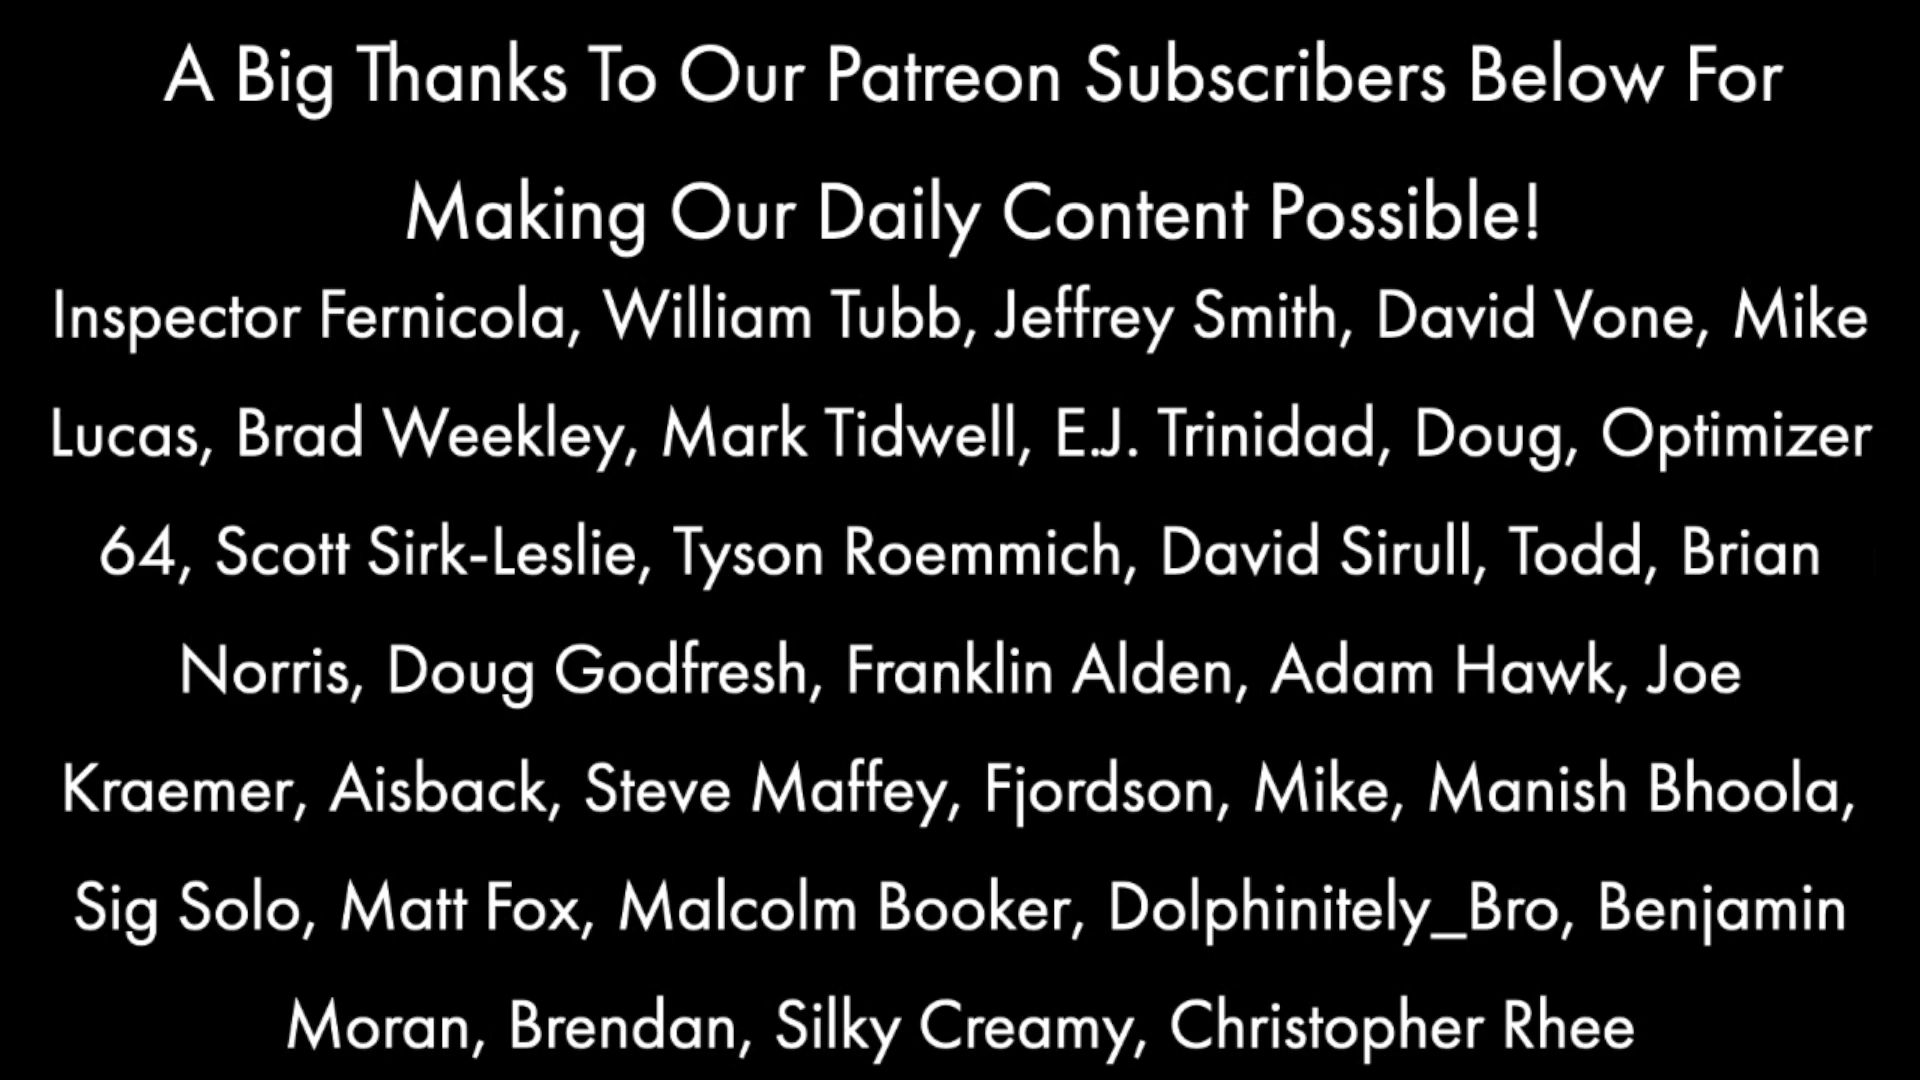 A Big Thanks To Our Patreon Subscribers Below For
Making Our Daily Content Possible!
Inspector Fernicola, William Tubb, Jeffrey Smith, David Vone, Mike
Lucas, Brad Weekley, Mark Tidwell, E.J. Trinidad, Doug, Optimizer
64, Scott Sirk-Leslie, Tyson Roemmich, David Sirull, Todd, Brian
Norris, Doug Godfresh, Franklin Alden, Adam Hawk, Joe
Kraemer, Aisback, Steve Maffey, Fjordson, Mike, Manish Bhoola,
Sig Solo, Matt Fox, Malcolm Booker, Dolphinitely_Bro, Benjamin
Moran, Brendan, Silky Creamy, Christopher Rhee